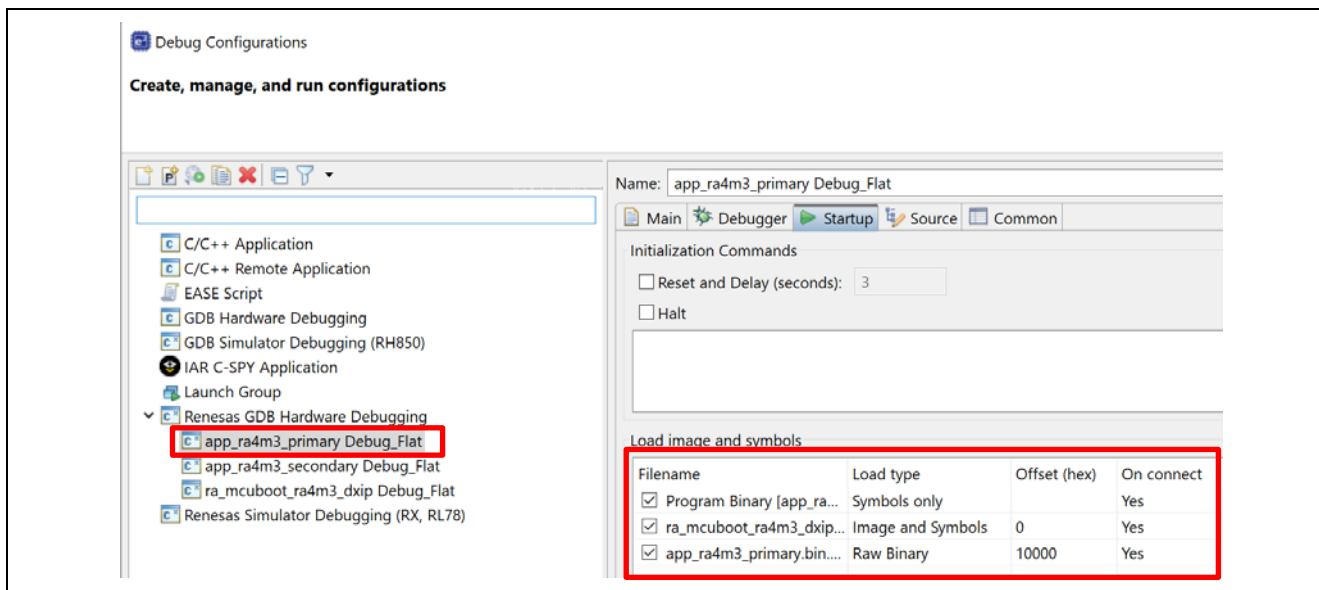 Debug Configurations
Create, manage, and run configurations
C/C++ Application
C/C++ Remote Application
EASE Script
GDB Hardware Debugging
GDB Simulator Debugging (RH850)
IAR C-SPY Application
Launch Group
Renesas GDB Hardware Debugging
app_ra4m3_primary Debug_Flat
app_ra4m3_secondary Debug_Flat
ra_mcuboot_ra4m3_dxip Debug_Flat
Renesas Simulator Debugging (RX, RL78)
Name: app_ra4m3_primary Debug_Flat
Main Debugger Startup Source Common
Initialization Commands
Reset and Delay (seconds): 3
Halt
Load image and symbols
Filename Load type Offset (hex) On connect
Program Binary [app_ra... Symbols only Yes
ra_mcuboot_ra4m3_dxip... Image and Symbols 0 Yes
app_ra4m3_primary.bin.... Raw Binary 10000 Yes